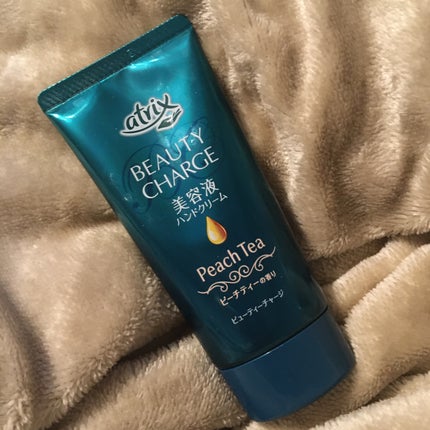 atrix
BEAUTY
CHARGE
美容液
ハンドクリーム
Peach Tea
ピーチティーの香り
ビューティーチャージ